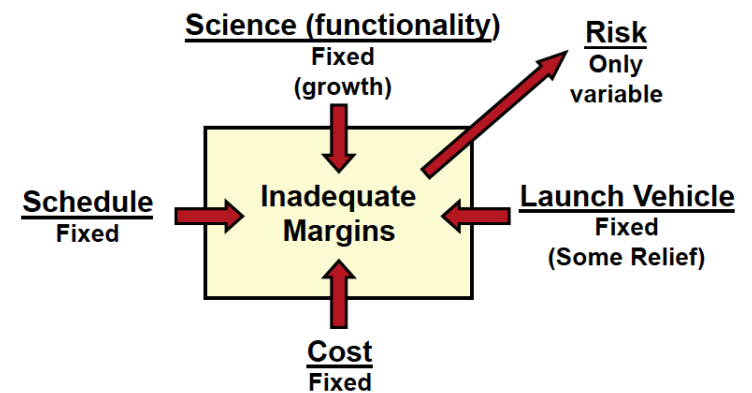 Science (functionality)
Fixed
(growth)
Risk
Only
variable
Schedule
Fixed
Inadequate
Margins
Launch Vehicle
Fixed
(Some Relief)
Cost
Fixed